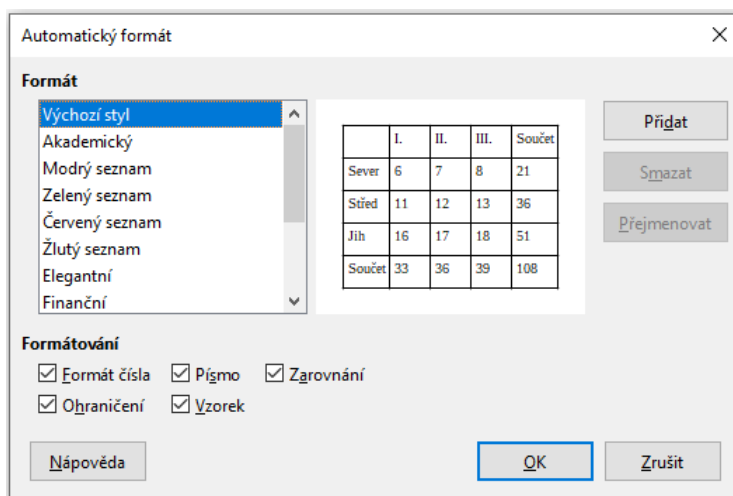 Automatický formát
Formát
Výchozí styl
Akademický
Modrý seznam
Zelený seznam
Červený seznam
Žlutý seznam
Elegantní
Finanční
I. II. III. Součet
Sever 6 7 8 21
Střed 11 12 13 36
Jih 16 17 18 51
Součet 33 36 39 108
Přidat
Smazat
Přejmenovat
Formátování
Formát čísla Písmo Zarovnání
Ohraničení Vzorek
Nápověda OK Zrušit